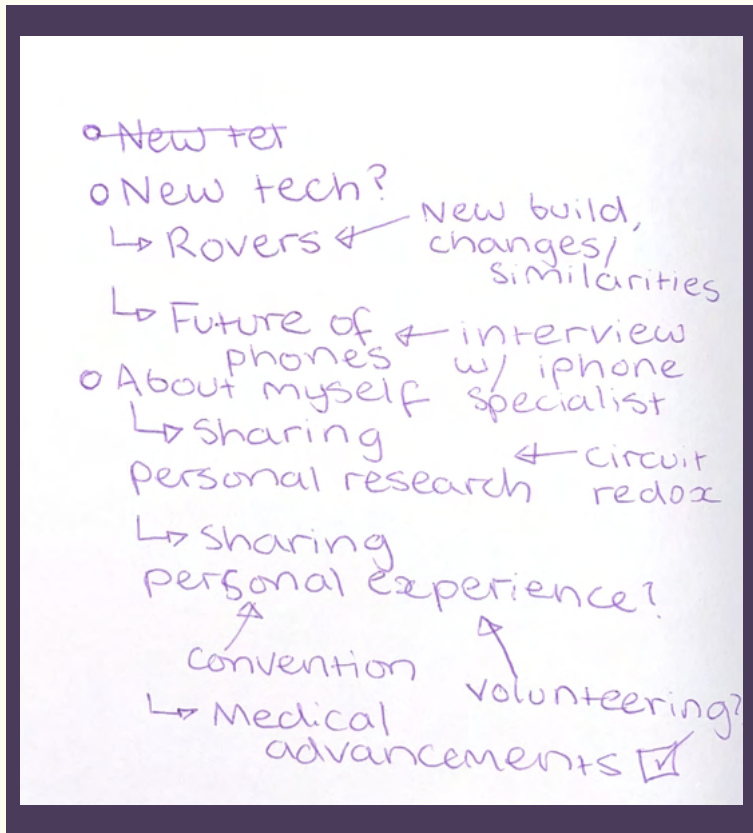 New tet
New tech?
Rovers
New build,
changes/
similarities
Future of
phones
interview
w/ iphone
specialist
About myself
Sharing
personal research
circuit
redox
Sharing
personal experience?
convention
volunteering?
Medical
advancements